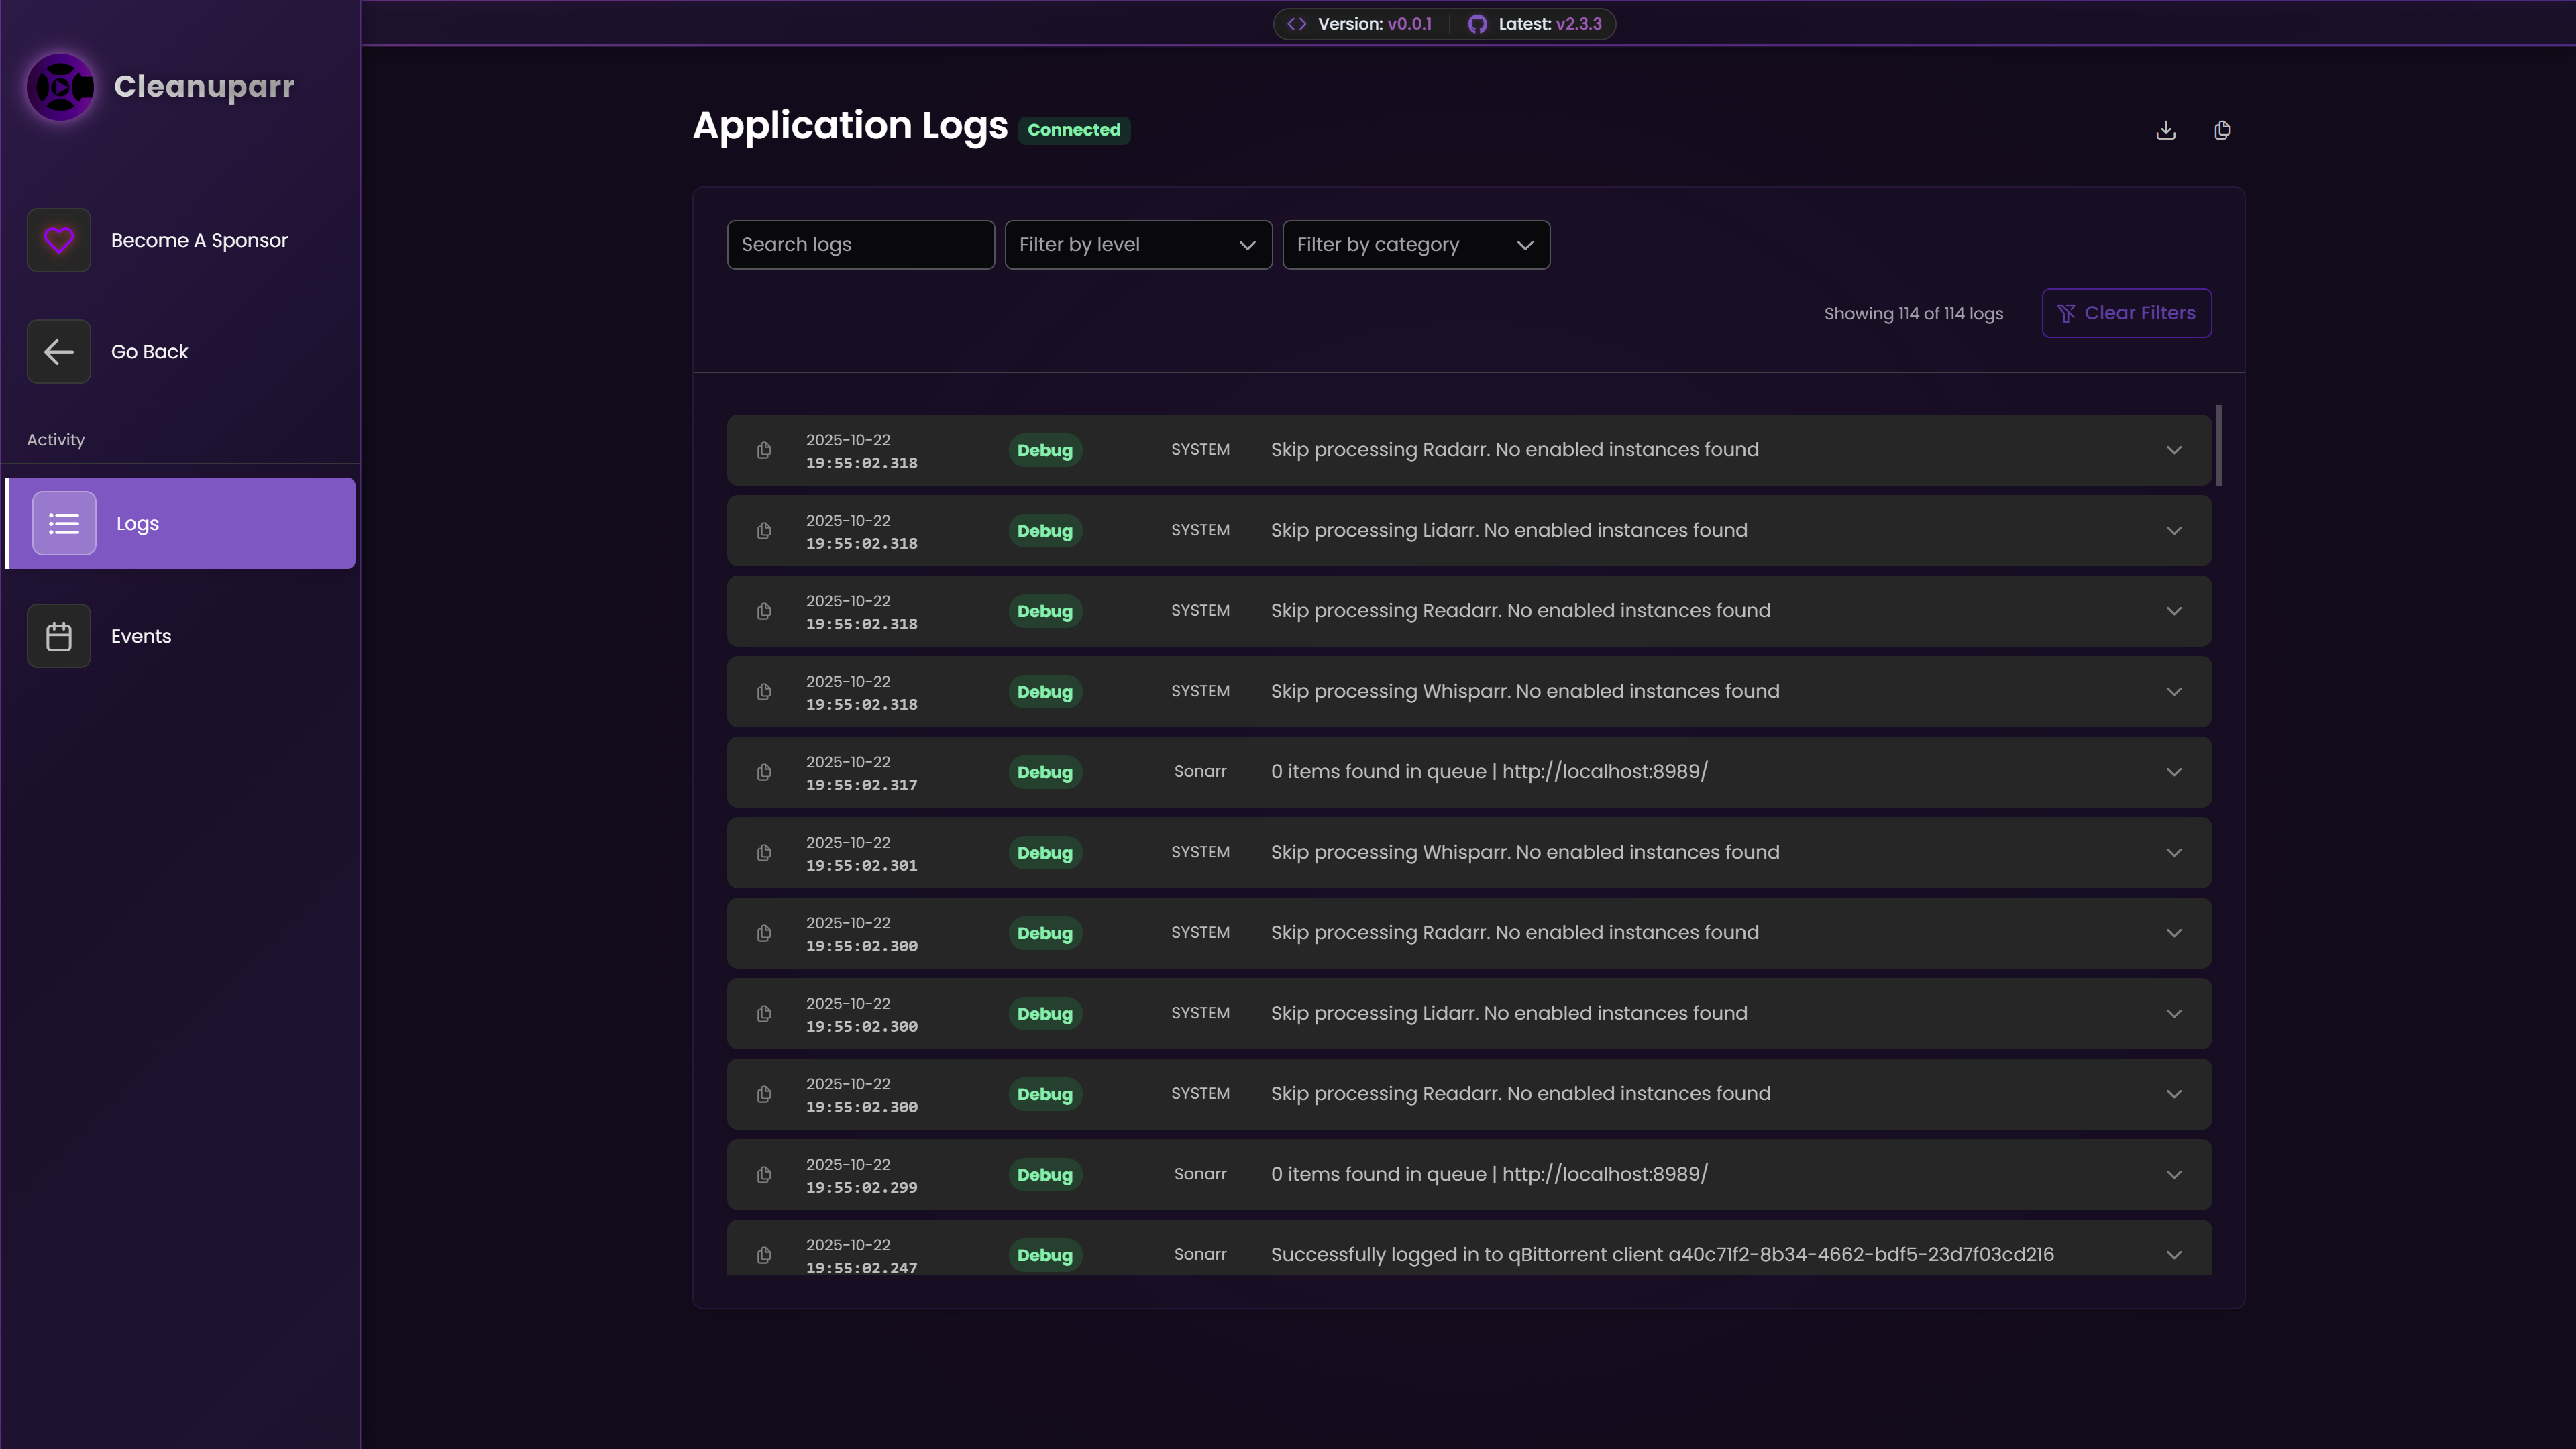 Version: v0.0.1
Latest: v2.3.3
Cleanuparr
Become A Sponsor
Go Back
Activity
Logs
Events
Application Logs
Connected
Search logs
Filter by level
Filter by category
Showing 114 of 114 logs
Clear Filters
2025-10-22
19:55:02.318
Debug
SYSTEM
Skip processing Radarr. No enabled instances found
2025-10-22
19:55:02.318
Debug
SYSTEM
Skip processing Lidarr. No enabled instances found
2025-10-22
19:55:02.318
Debug
SYSTEM
Skip processing Readarr. No enabled instances found
2025-10-22
19:55:02.318
Debug
SYSTEM
Skip processing Whisparr. No enabled instances found
2025-10-22
19:55:02.317
Debug
Sonarr
0 items found in queue | http://localhost:8989/
2025-10-22
19:55:02.301
Debug
SYSTEM
Skip processing Whisparr. No enabled instances found
2025-10-22
19:55:02.300
Debug
SYSTEM
Skip processing Radarr. No enabled instances found
2025-10-22
19:55:02.300
Debug
SYSTEM
Skip processing Lidarr. No enabled instances found
2025-10-22
19:55:02.300
Debug
SYSTEM
Skip processing Readarr. No enabled instances found
2025-10-22
19:55:02.299
Debug
Sonarr
0 items found in queue | http://localhost:8989/
2025-10-22
19:55:02.247
Debug
Sonarr
Successfully logged in to qBittorrent client a40c71f2-8b34-4662-bdf5-23d7f03cd216